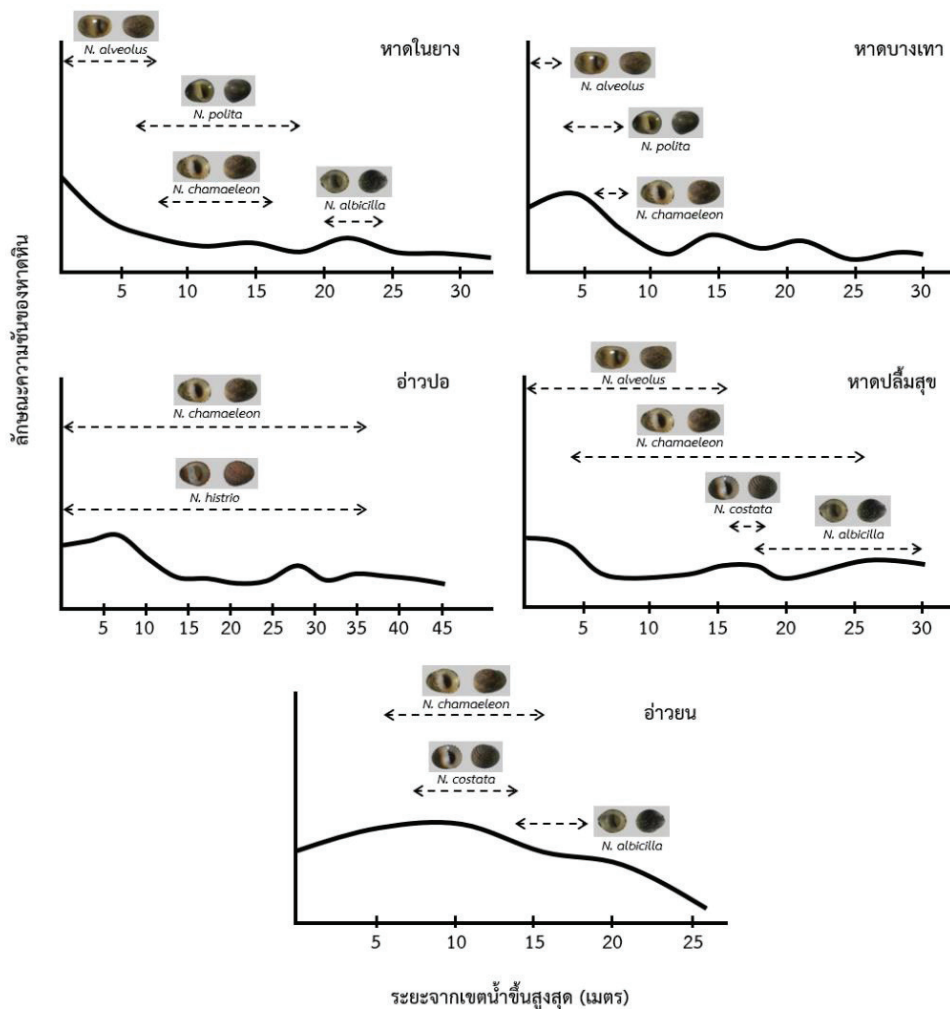 หาดในยาง
N. alveolus
N. polita
N. chamaeleon
N. albicilla
5 10 15 20 25 30
หาดบางเทา
N. alveolus
N. polita
N. chamaeleon
5 10 15 20 25 30
ลักษณะความชันของหาดหิน
อ่าวปอ
N. chamaeleon
N. histrio
5 10 15 20 25 30 35 40 45
หาดปลื้มสุข
N. alveolus
N. chamaeleon
N. costata
N. albicilla
5 10 15 20 25 30
อ่าวยน
N. chamaeleon
N. costata
N. albicilla
5 10 15 20 25
ระยะจากเขตน้ำขึ้นสูงสุด (เมตร)